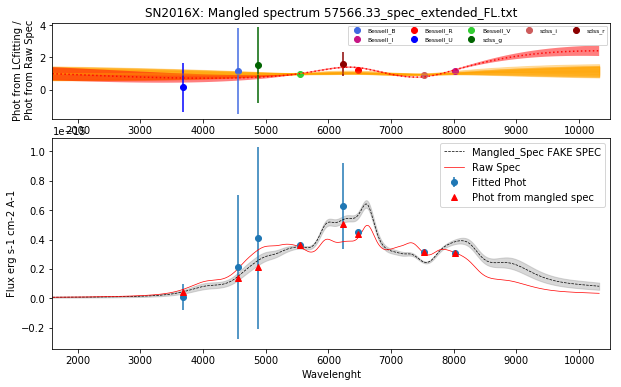 SN2016X: Mangled spectrum 57566.33_spec_extended_FL.txt
Phot from LCfitting /
Phot from Raw Spec
4
2
0
Bessell_B
Bessell_I
Bessell_R
Bessell_U
Bessell_V
sdss_g
sdss_i
sdss_r
2000 3000 4000 5000 6000 7000 8000 9000 10000
Flux erg s-1 cm-2 A-1
1.0
0.8
0.6
0.4
0.2
0.0
−0.2
Mangled_Spec FAKE SPEC
Raw Spec
Fitted Phot
Phot from mangled spec
2000 3000 4000 5000 6000 7000 8000 9000 10000
Wavelenght